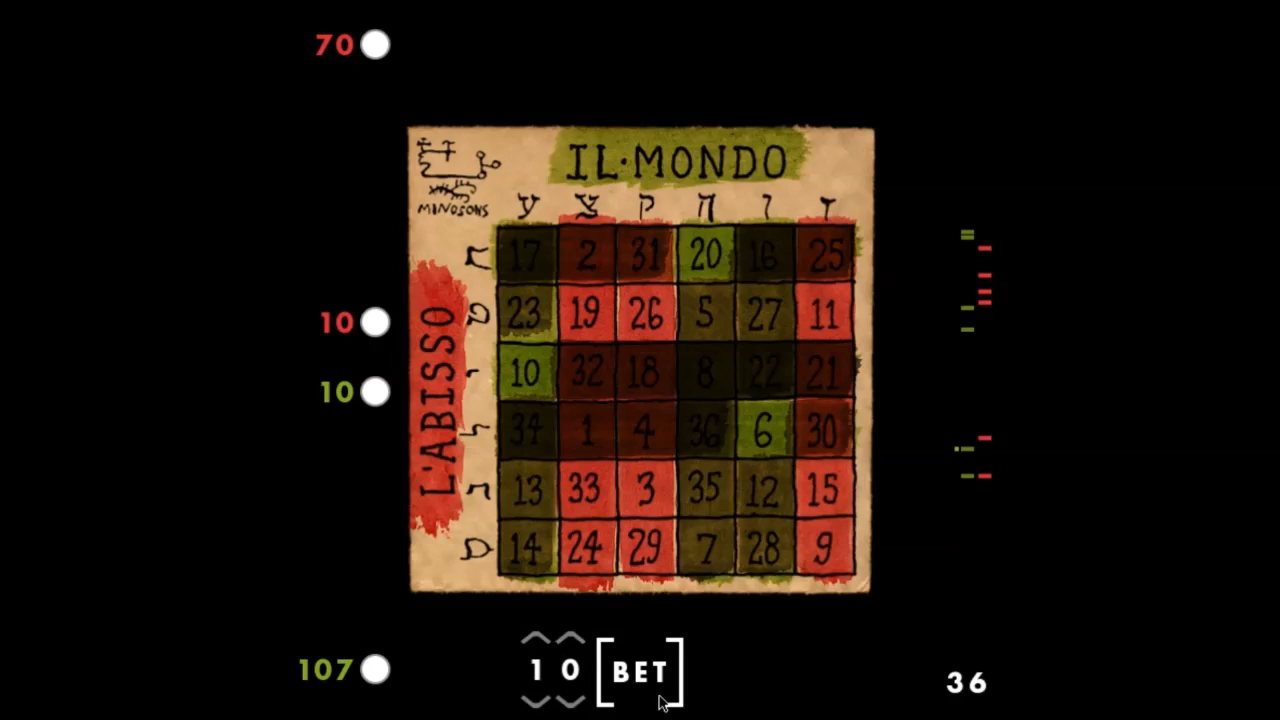 70
IL·MONDO
MINOSONS
17 2 31 20 16 25
L'ABISSO
23 19 26 5 27 11
10
10 32 18 8 22 21
10
34 1 4 36 6 30
13 33 3 35 12 15
14 24 29 7 28 9
107
10 [BET]
36